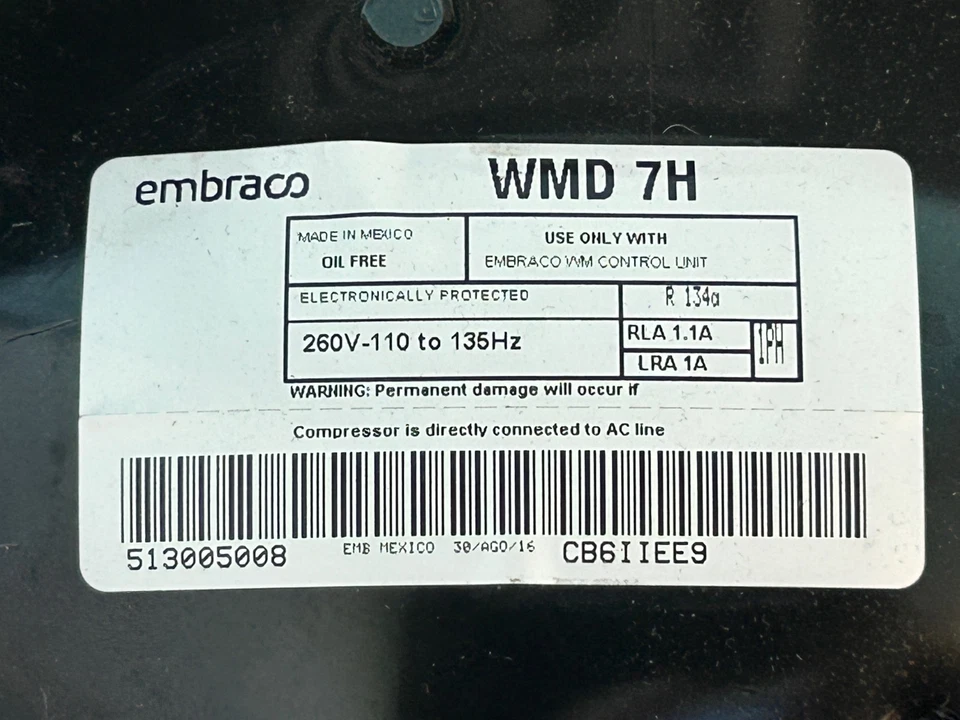 embraco WMD 7H
MADE IN MEXICO
OIL FREE
USE ONLY WITH
EMBRACO WM CONTROL UNIT
ELECTRONICALLY PROTECTED
R 134a
260V-110 to 135Hz
RLA 1.1A
LRA 1A
1PH
WARNING: Permanent damage will occur if
Compressor is directly connected to AC line
513005008 EMB MEXICO 30/AGO/16 CB6IIEE9